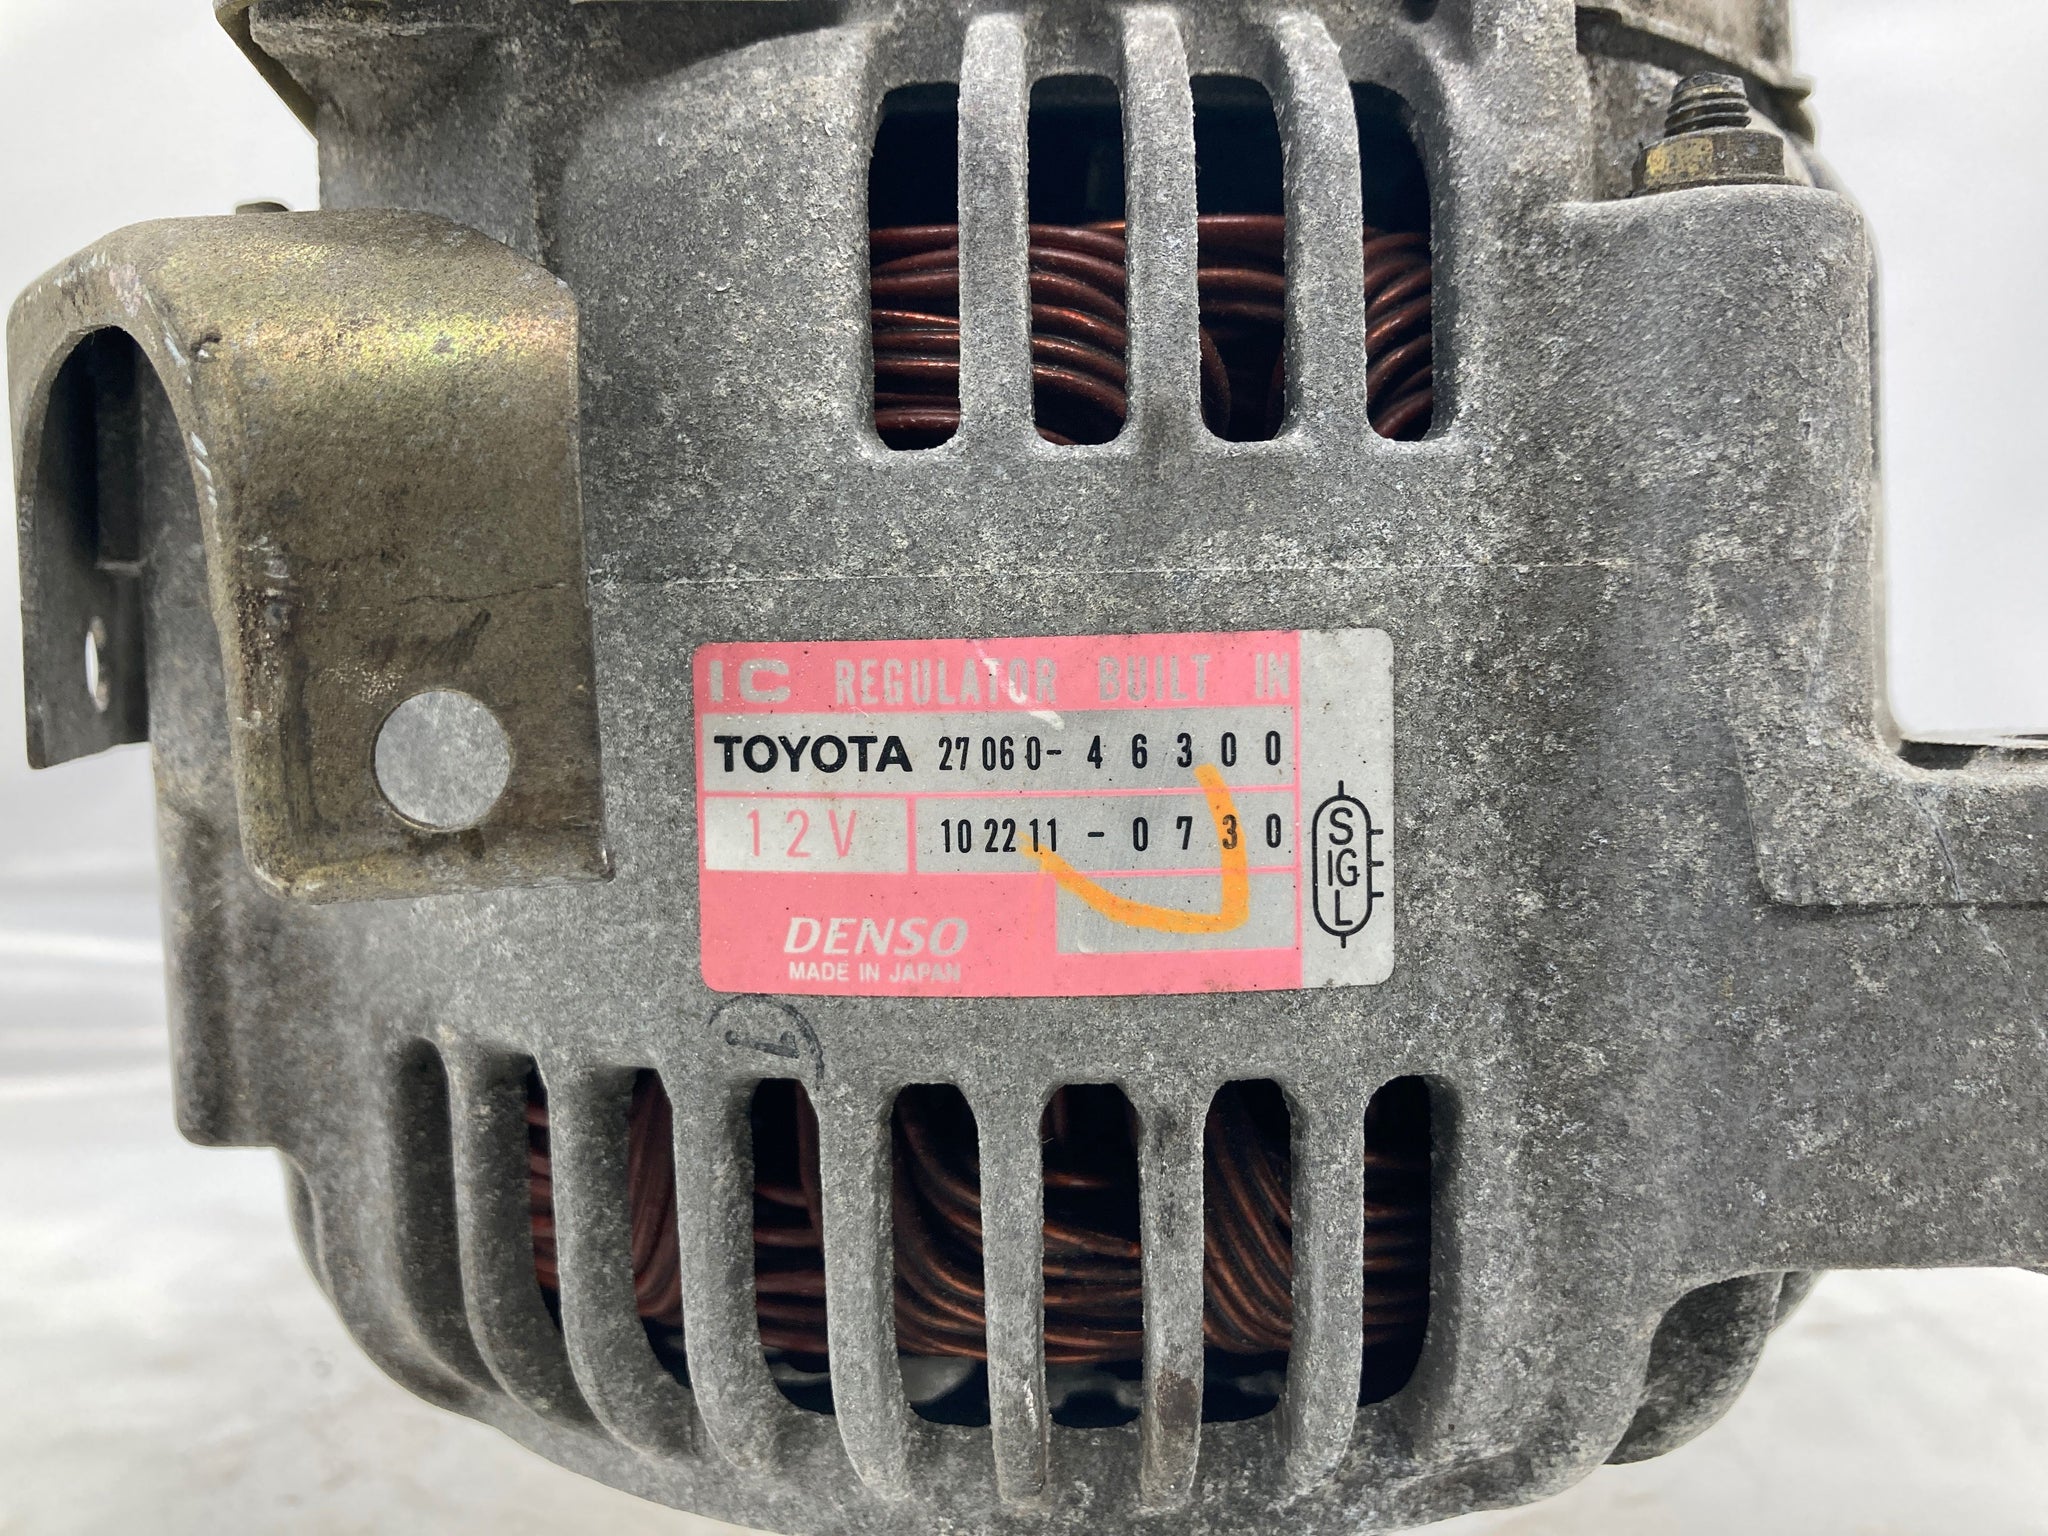 IC REGULATOR BUILT IN
TOYOTA 27060-46300
12V 102211-0730
DENSO
MADE IN JAPAN
S
IG
L